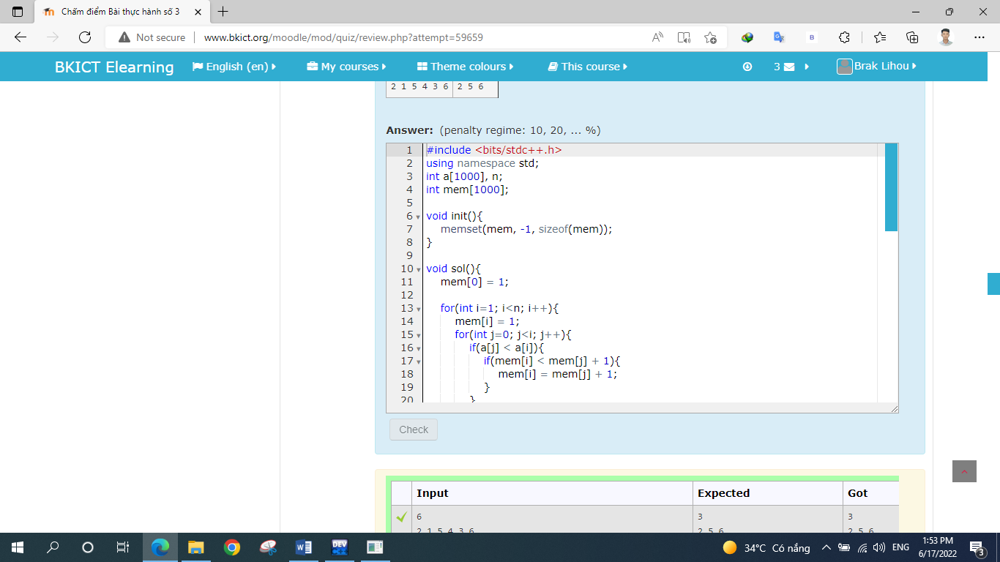 Chấm điểm Bài thực hành số 3
Not secure www.bkict.org/moodle/mod/quiz/review.php?attempt=59659
BKICT Elearning English (en) My courses Theme colours This course 3 Brak Lihou
2 1 5 4 3 6 2 5 6
Answer: (penalty regime: 10, 20, ... %)
1 #include <bits/stdc++.h>
2 using namespace std;
3 int a[1000], n;
4 int mem[1000];
5
6 void init(){
7 memset(mem, -1, sizeof(mem));
8 }
9
10 void sol(){
11 mem[0] = 1;
12
13 for(int i=1; i<n; i++){
14 mem[i] = 1;
15 for(int j=0; j<i; j++){
16 if(a[j] < a[i]){
17 if(mem[i] < mem[j] + 1){
18 mem[i] = mem[j] + 1;
19 }
20 }
Check
Input Expected Got
6 3 3
2 1 5 4 3 6 2 5 6 2 5 6
34°C Có nắng ENG 1:53 PM
6/17/2022 3